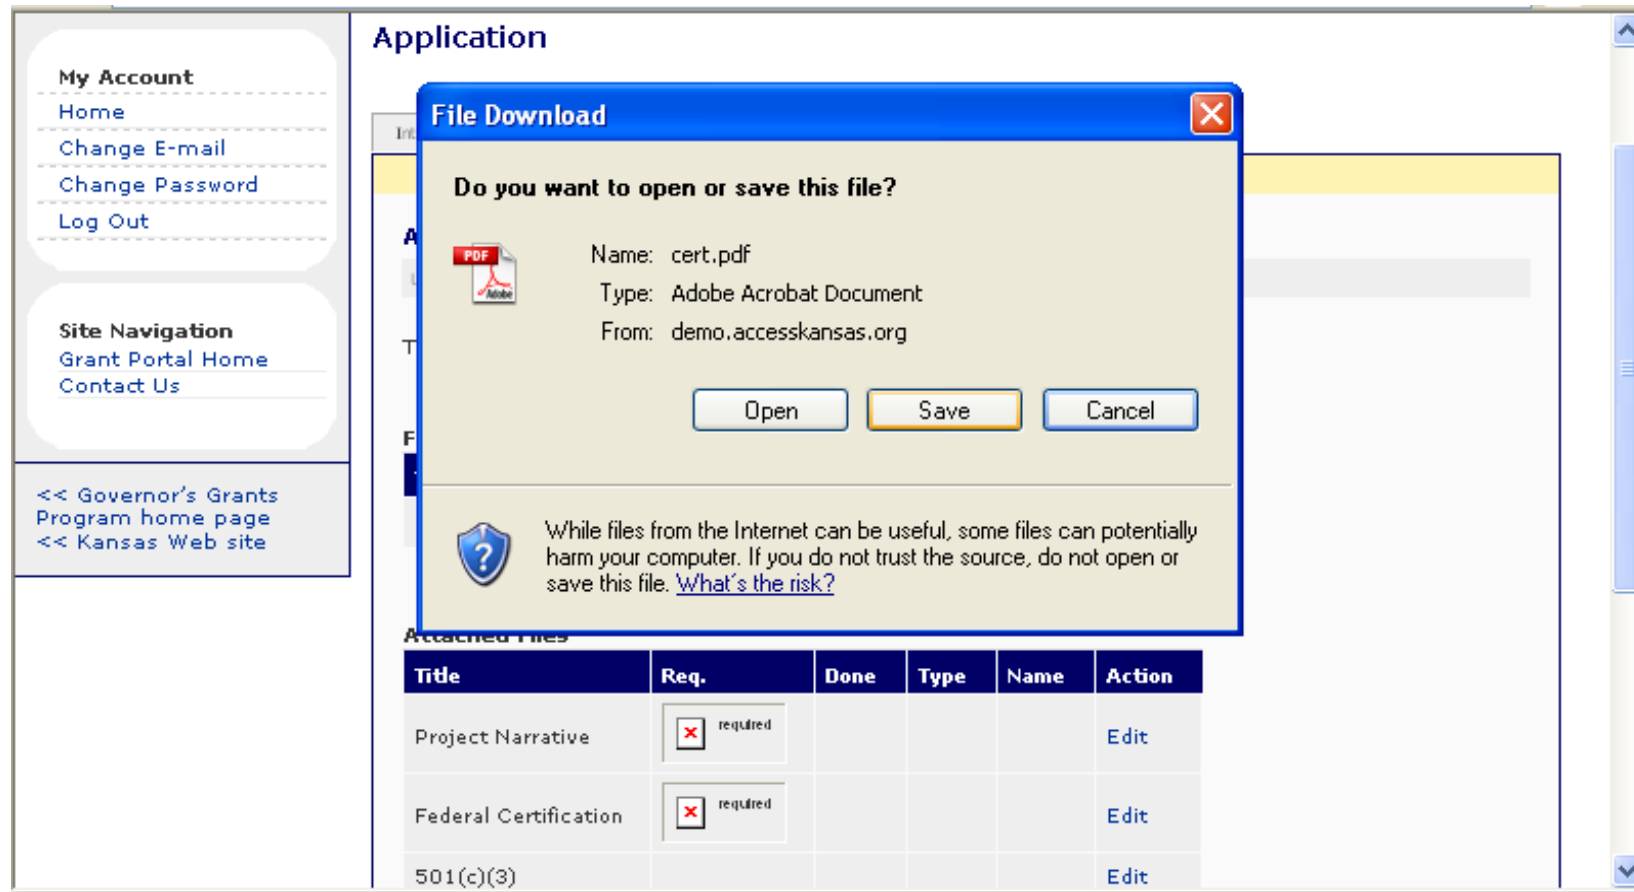 Application
My Account
Home
Change E-mail
Change Password
Log Out
Site Navigation
Grant Portal Home
Contact Us
<< Governor's Grants
Program home page
<< Kansas Web site
Int
File Download
Do you want to open or save this file?
PDF
Adobe
Name: cert.pdf
Type: Adobe Acrobat Document
From: demo.accesskansas.org
Open Save Cancel
While files from the Internet can be useful, some files can potentially
harm your computer. If you do not trust the source, do not open or
save this file. What's the risk?
A
T
F
Attached Files
Title Req. Done Type Name Action
Project Narrative required Edit
Federal Certification required Edit
501(c)(3) Edit